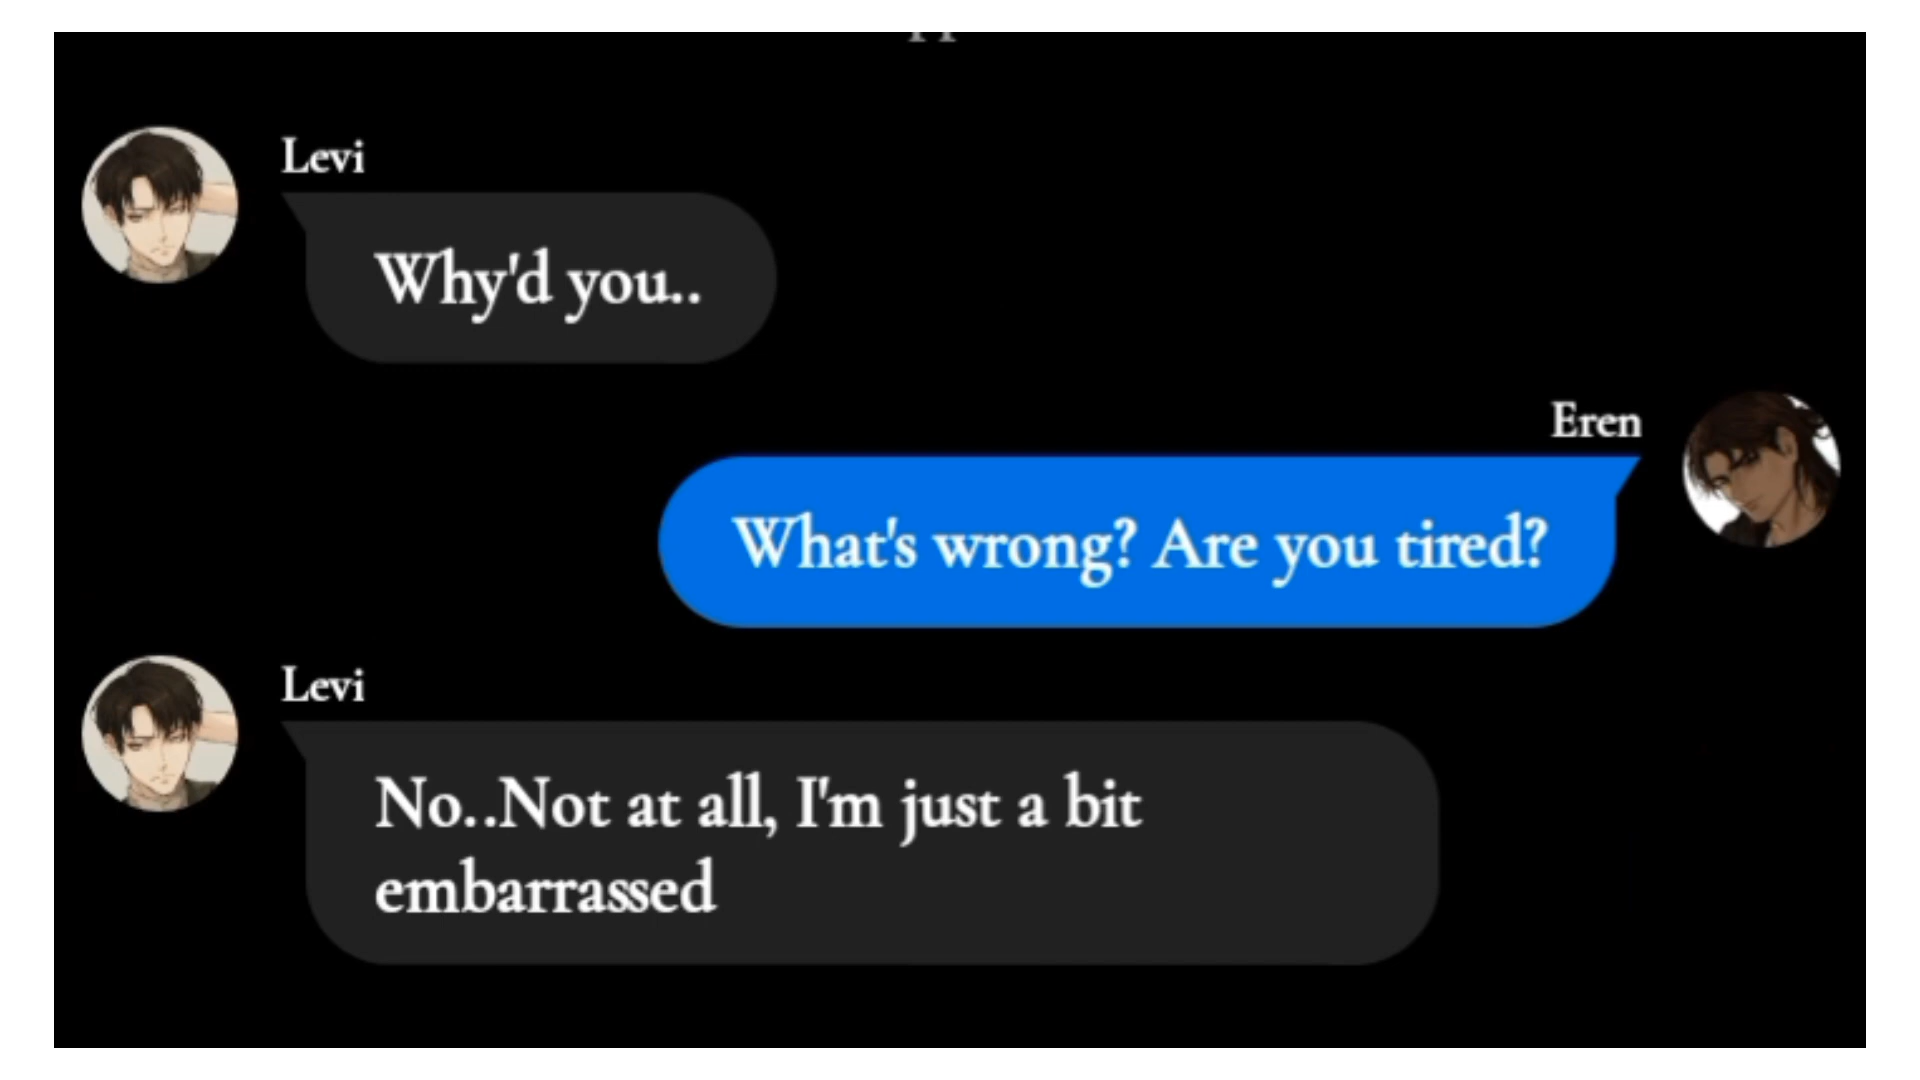 Levi
Why'd you..
Eren
What's wrong? Are you tired?
Levi
No..Not at all, I'm just a bit
embarrassed